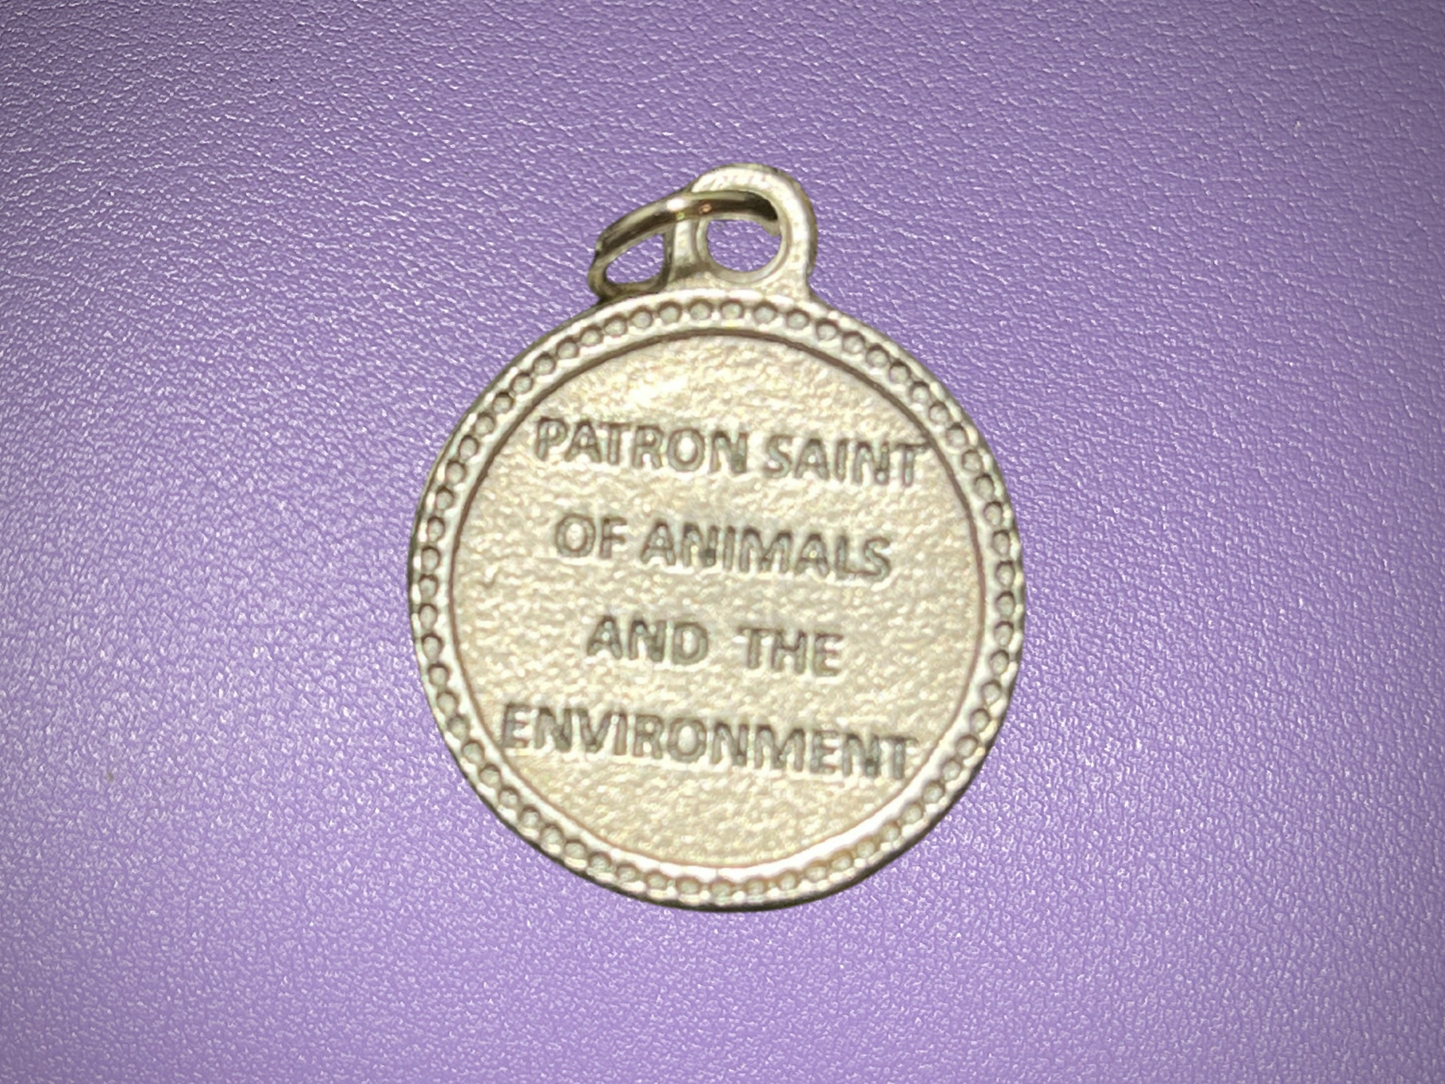 PATRON SAINT
OF ANIMALS
AND THE
ENVIRONMENT